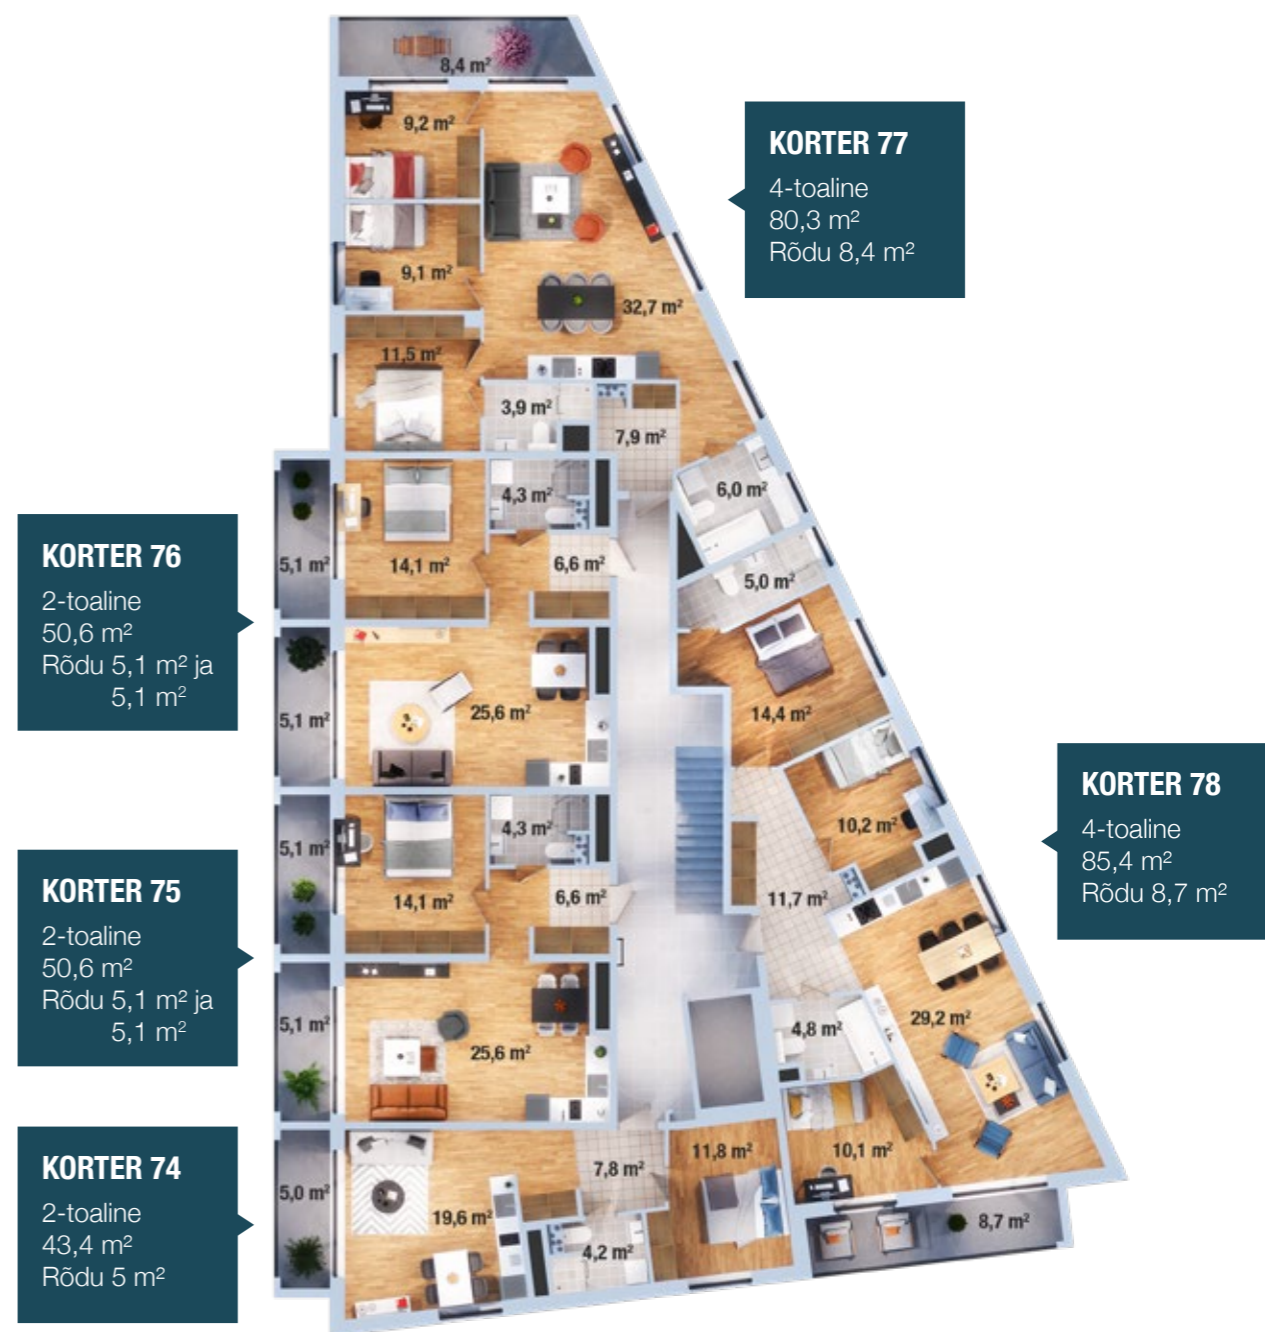 8,4 m²
9,2 m²
9,1 m²
32,7 m²
11,5 m²
3,9 m²
7,9 m²
6,0 m²
KORTER 77
4-toaline
80,3 m²
Rõdu 8,4 m²
KORTER 76
2-toaline
50,6 m²
Rõdu 5,1 m² ja
5,1 m²
5,1 m²
14,1 m²
4,3 m²
6,6 m²
5,1 m²
25,6 m²
5,0 m²
14,4 m²
10,2 m²
11,7 m²
29,2 m²
4,8 m²
10,1 m²
8,7 m²
KORTER 78
4-toaline
85,4 m²
Rõdu 8,7 m²
KORTER 75
2-toaline
50,6 m²
Rõdu 5,1 m² ja
5,1 m²
5,1 m²
14,1 m²
4,3 m²
6,6 m²
5,1 m²
25,6 m²
KORTER 74
2-toaline
43,4 m²
Rõdu 5 m²
5,0 m²
19,6 m²
7,8 m²
11,8 m²
4,2 m²